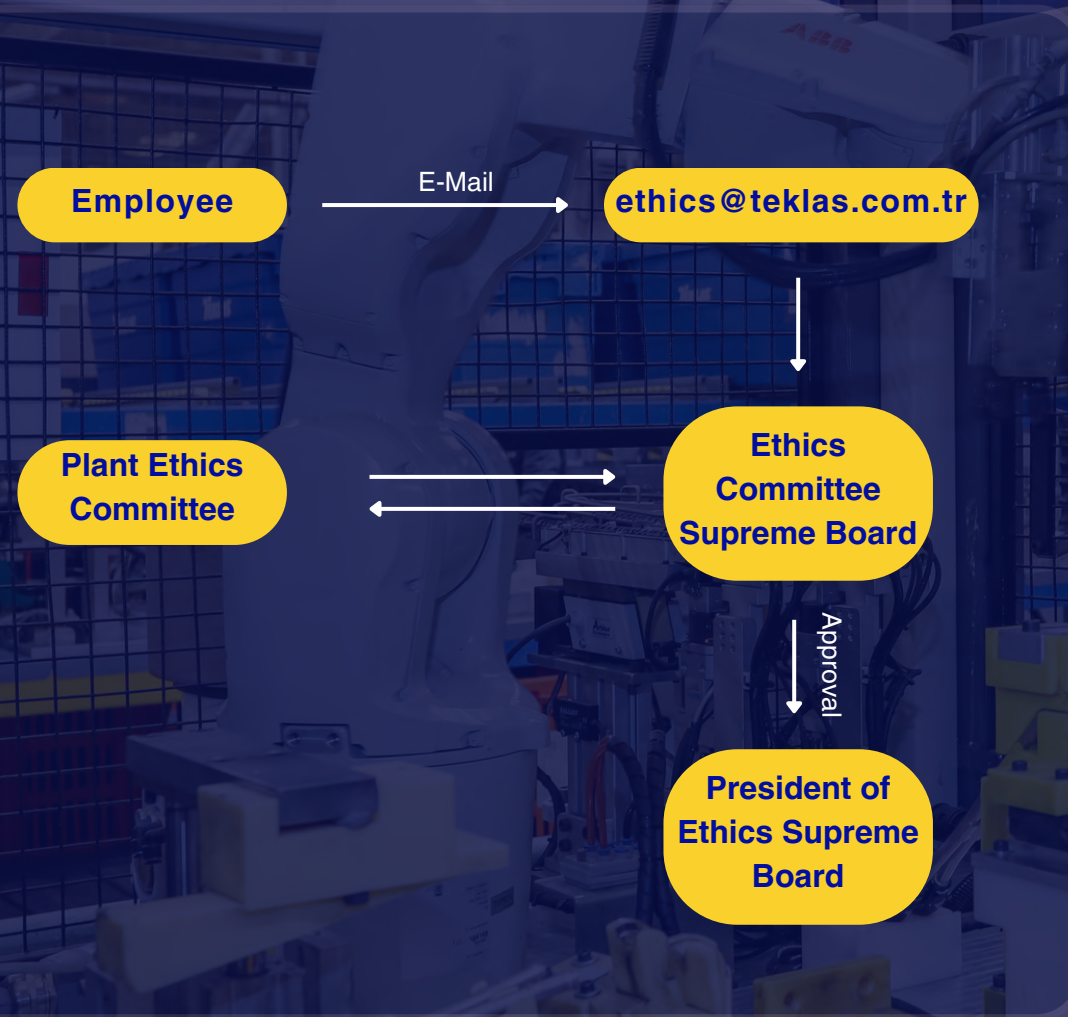 ABB
Employee
E-Mail
ethics@teklas.com.tr
Plant Ethics
Committee
Ethics
Committee
Supreme Board
Approval
President of
Ethics Supreme
Board